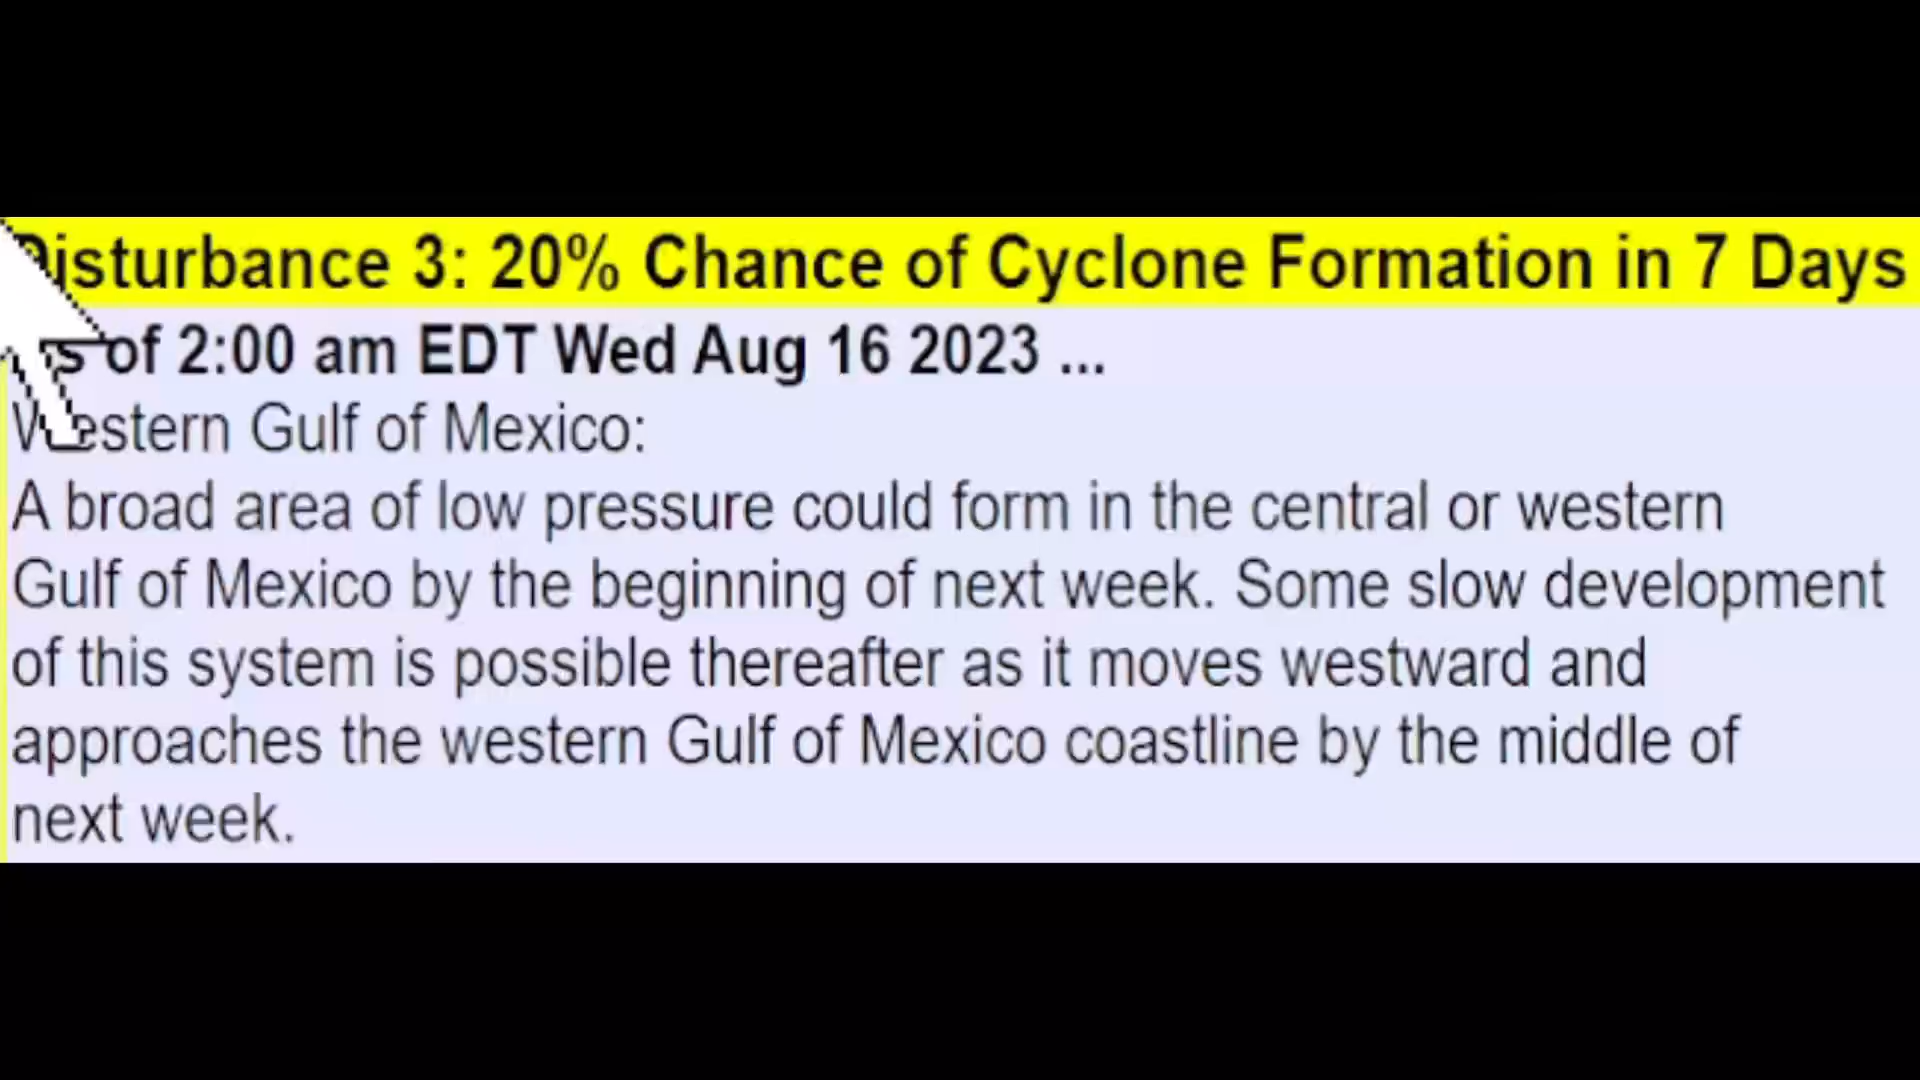 Disturbance 3: 20% Chance of Cyclone Formation in 7 Days
As of 2:00 am EDT Wed Aug 16 2023 ...
Western Gulf of Mexico:
A broad area of low pressure could form in the central or western
Gulf of Mexico by the beginning of next week. Some slow development
of this system is possible thereafter as it moves westward and
approaches the western Gulf of Mexico coastline by the middle of
next week.